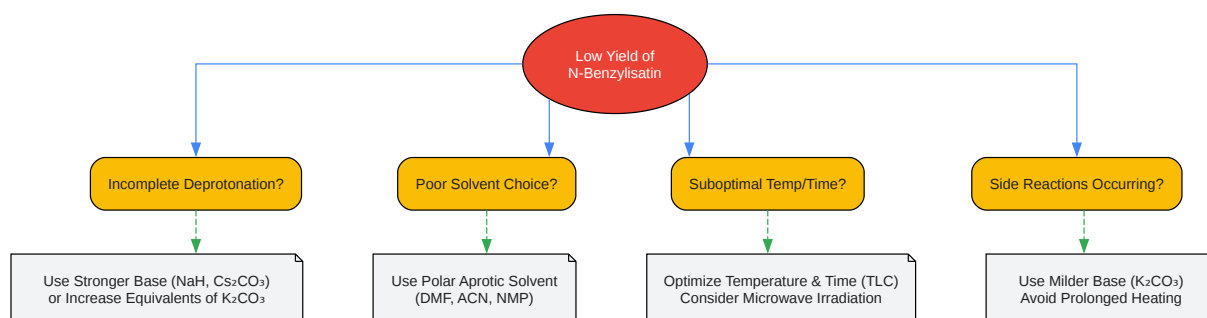 Low Yield of
N-Benzylisatin
Incomplete Deprotonation?
Poor Solvent Choice?
Suboptimal Temp/Time?
Side Reactions Occurring?
Use Stronger Base (NaH, Cs₂CO₃)
or Increase Equivalents of K₂CO₃
Use Polar Aprotic Solvent
(DMF, ACN, NMP)
Optimize Temperature & Time (TLC)
Consider Microwave Irradiation
Use Milder Base (K₂CO₃)
Avoid Prolonged Heating